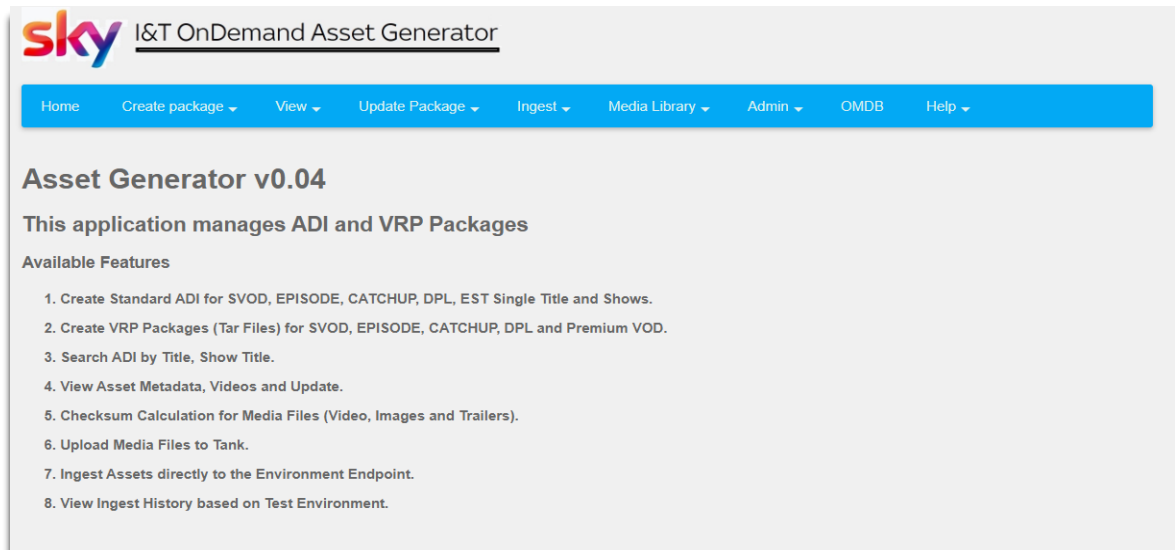 sky I&T OnDemand Asset Generator
Home Create package View Update Package Ingest Media Library Admin OMDB Help
Asset Generator v0.04
This application manages ADI and VRP Packages
Available Features
1. Create Standard ADI for SVOD, EPISODE, CATCHUP, DPL, EST Single Title and Shows.
2. Create VRP Packages (Tar Files) for SVOD, EPISODE, CATCHUP, DPL and Premium VOD.
3. Search ADI by Title, Show Title.
4. View Asset Metadata, Videos and Update.
5. Checksum Calculation for Media Files (Video, Images and Trailers).
6. Upload Media Files to Tank.
7. Ingest Assets directly to the Environment Endpoint.
8. View Ingest History based on Test Environment.